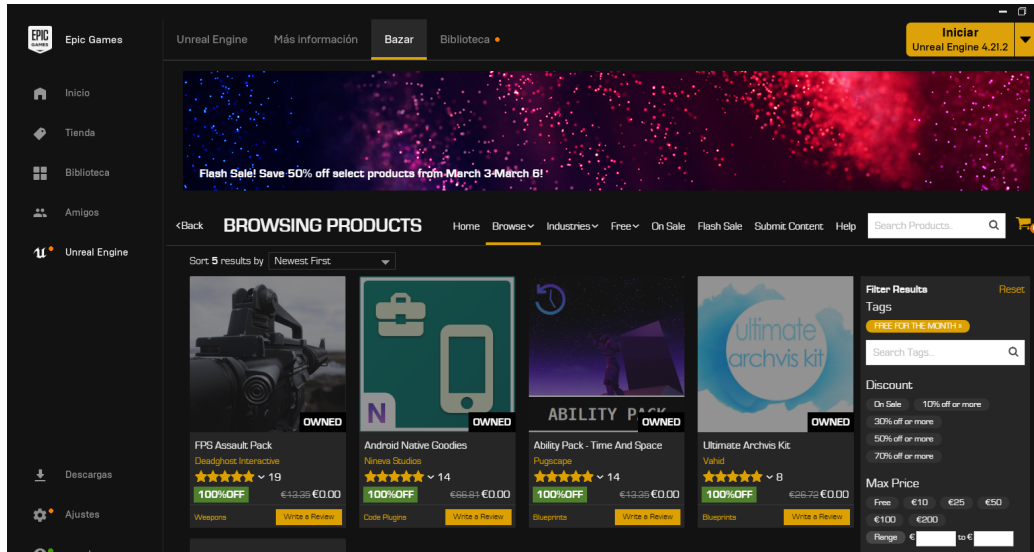 EPIC
GAMES
Epic Games
Unreal Engine
Más información
Bazar
Biblioteca
Iniciar
Unreal Engine 4.21.2
Inicio
Tienda
Biblioteca
Amigos
Unreal Engine
Descargas
Ajustes
Flash Sale! Save 50% off select products from March 3-March 6!
<Back
BROWSING PRODUCTS
Home
Browse
Industries
Free
On Sale
Flash Sale
Submit Content
Help
Search Products..
Sort 5 results by
Newest First
OWNED
FPS Assault Pack
Deadghost Interactive
19
100%OFF
€13.35 €0.00
Weapons
Write a Review
N
OWNED
Android Native Goodies
Nineva Studios
14
100%OFF
€66.81 €0.00
Code Plugins
Write a Review
ABILITY
OWNED
Ability Pack - Time And Space
Pugscape
14
100%OFF
€13.35 €0.00
Blueprints
Write a Review
ultimate
archvis kit
OWNED
Ultimate Archvis Kit
Vahid
8
100%OFF
€26.72 €0.00
Blueprints
Write a Review
Filter Results
Reset
Tags
FREE FOR THE MONTH ×
Search Tags..
Discount
On Sale
10% off or more
30% off or more
50% off or more
70% off or more
Max Price
Free
€10
€25
€50
€100
€200
Range
€
to €